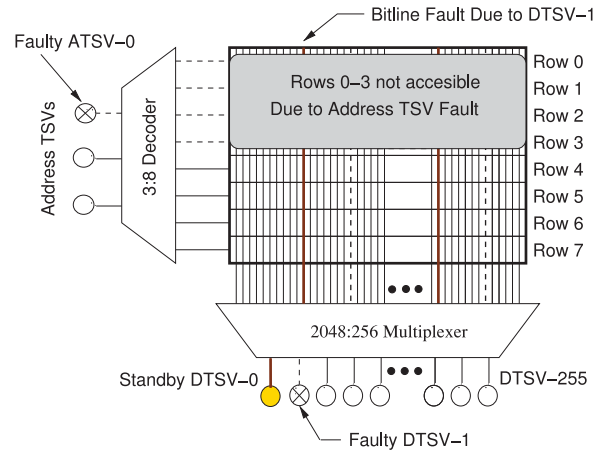 Bitline Fault Due to DTSV−1
Faulty ATSV−0
Address TSVs
3:8 Decoder
Rows 0−3 not accesible
Due to Address TSV Fault
Row 0
Row 1
Row 2
Row 3
Row 4
Row 5
Row 6
Row 7
2048:256 Multiplexer
Standby DTSV−0
DTSV−255
Faulty DTSV−1